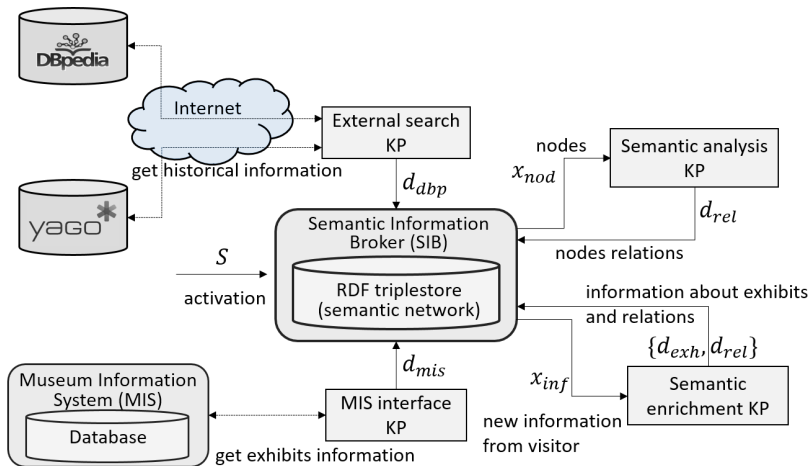 DBpedia
Internet
External search
KP
get historical information
d_dbp
nodes
x_nod
Semantic analysis
KP
d_rel
nodes relations
yago
Semantic Information
Broker (SIB)
RDF triplestore
(semantic network)
S
activation
information about exhibits
and relations
{d_exh, d_rel}
d_mis
x_inf
Semantic
enrichment KP
new information
from visitor
Museum Information
System (MIS)
Database
MIS interface
KP
get exhibits information